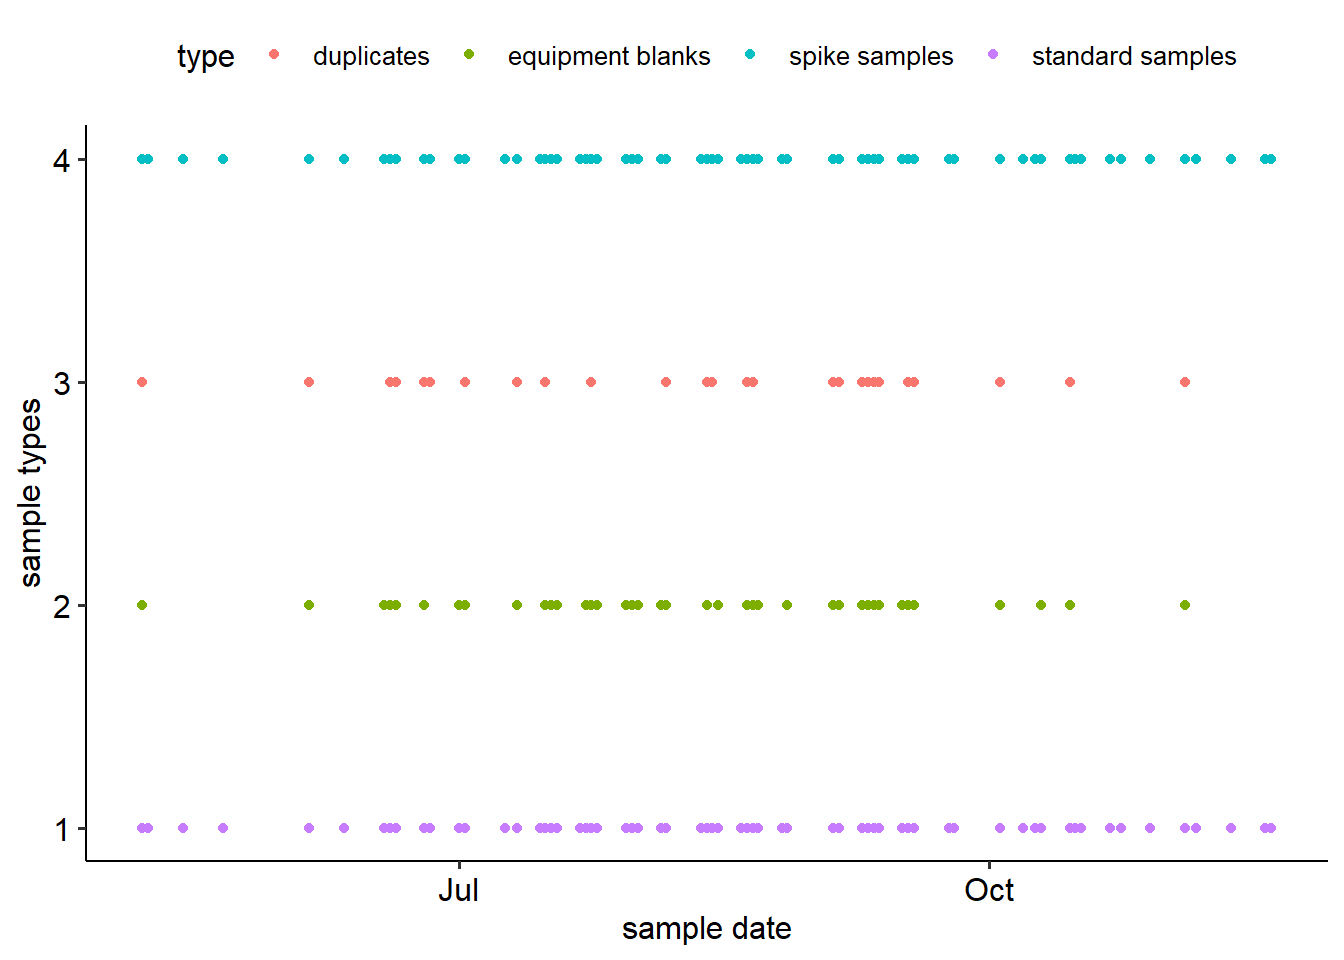 type duplicates equipment blanks spike samples standard samples
4
3
2
1
sample types
Jul Oct
sample date